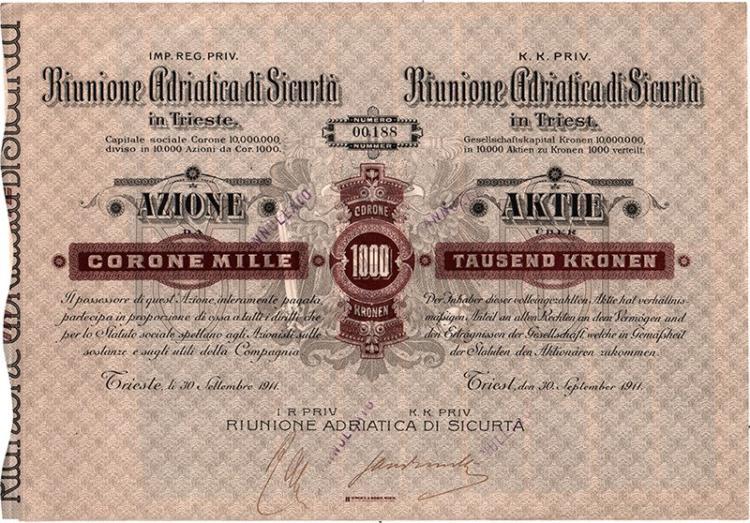 IMP. REG. PRIV.
Riunione Adriatica di Sicurtà
in Trieste.
Capitale sociale Corone 10,000.000,
diviso in 10.000 Azioni da Cor. 1000.
AZIONE
DA
CORONE MILLE
Il possessore di quest'Azione, interamente pagata,
partecipa in proporzione di essa a tutti i diritti, che
per lo Statuto sociale spettano agli Azionisti sulle
sostanze e sugli utili della Compagnia.
Trieste, li 30 Settembre 1911.
NUMERO
00,188
NUMMER
CORONE
1000
KRONEN
K. K. PRIV.
Riunione Adriatica di Sicurtà
in Triest.
Gesellschaftskapital Kronen 10,000.000,
in 10.000 Aktien zu Kronen 1000 verteilt.
AKTIE
ÜBER
TAUSEND KRONEN
Der Inhaber dieser volleingezahlten Aktie hat verhältnis-
mäßigen Anteil an allen Rechten an dem Vermögen und
den Erträgnissen der Gesellschaft, welche in Gemäßheit
der Statuten den Aktionären zukommen.
Triest, den 30. September 1911.
I. R. PRIV. K. K. PRIV.
RIUNIONE ADRIATICA DI SICURTÀ
ANNULLATO
ANNULLATO
ANNULLATO
ANNULLATO